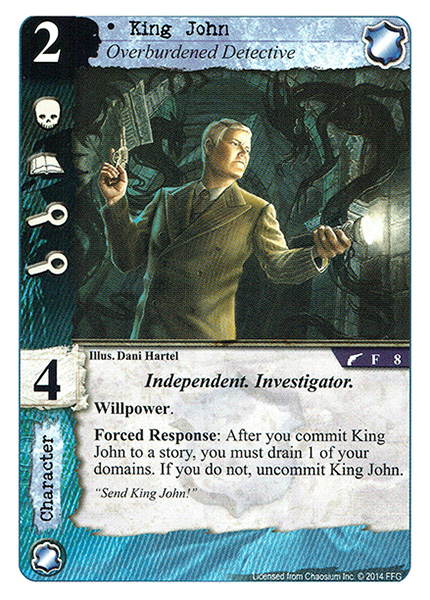 2
• King John
Overburdened Detective
Illus. Dani Hartel
F 8
4
Independent. Investigator.
Willpower.
Forced Response: After you commit King
John to a story, you must drain 1 of your
domains. If you do not, uncommit King John.
“Send King John!”
Character
Licensed from Chaosium Inc. © 2014 FFG